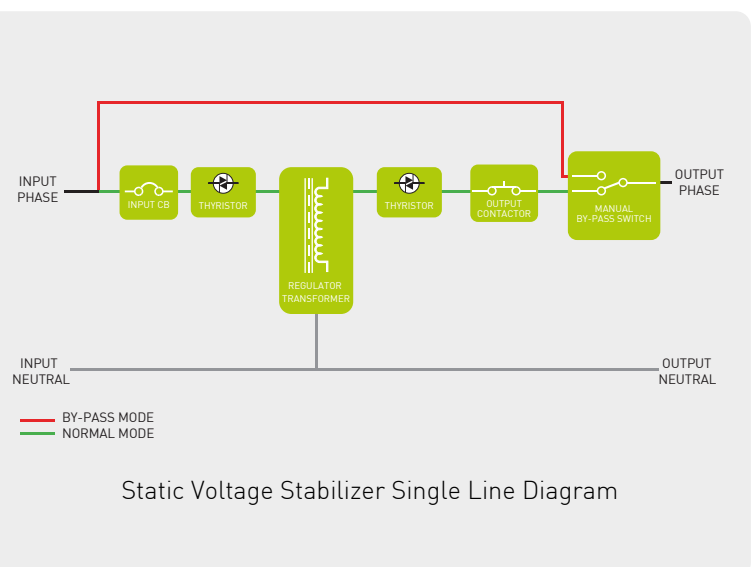 INPUT
PHASE
INPUT CB
THYRISTOR
REGULATOR
TRANSFORMER
THYRISTOR
OUTPUT
CONTACTOR
MANUAL
BY-PASS SWITCH
OUTPUT
PHASE
INPUT
NEUTRAL
OUTPUT
NEUTRAL
BY-PASS MODE
NORMAL MODE
Static Voltage Stabilizer Single Line Diagram